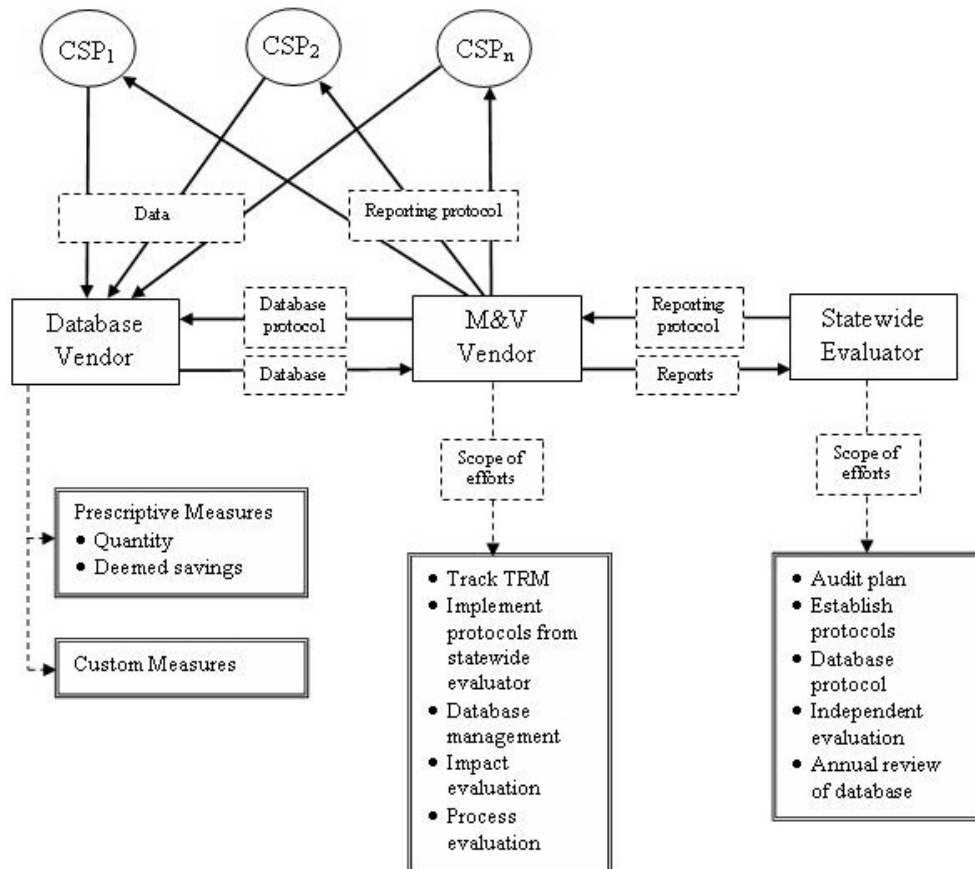 CSP1
CSP2
CSPn
Data
Reporting protocol
Database
Vendor
Database
protocol
Database
M&V
Vendor
Reporting
protocol
Reports
Statewide
Evaluator
Scope of
efforts
Scope of
efforts
Prescriptive Measures
• Quantity
• Deemed savings
Custom Measures
• Track TRM
• Implement
protocols from
statewide
evaluator
• Database
management
• Impact
evaluation
• Process
evaluation
• Audit plan
• Establish
protocols
• Database
protocol
• Independent
evaluation
• Annual review
of database